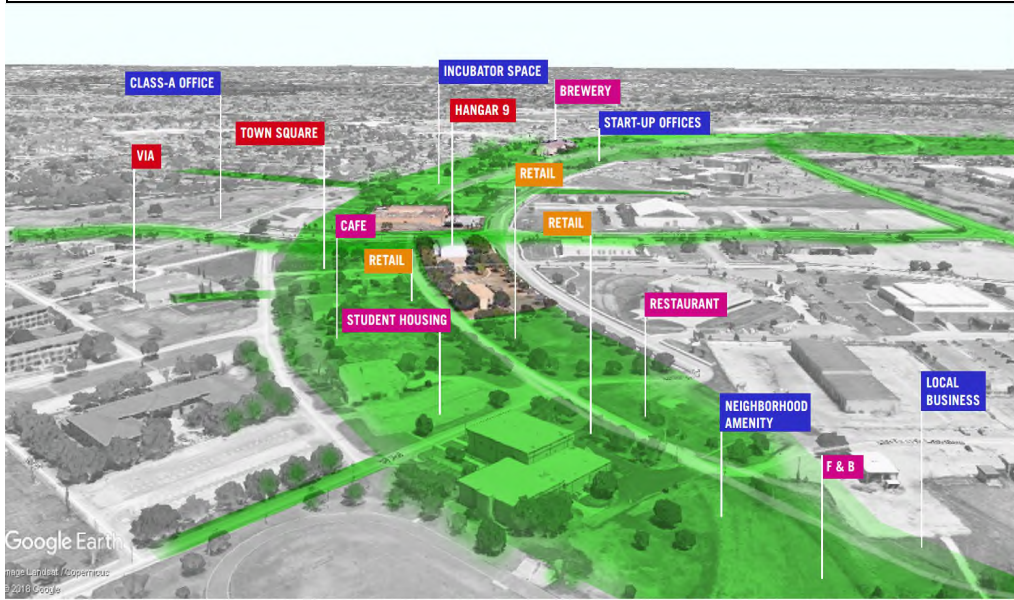 INCUBATOR SPACE
CLASS-A OFFICE
BREWERY
HANGAR 9
START-UP OFFICES
TOWN SQUARE
VIA
RETAIL
CAFE
RETAIL
RETAIL
RESTAURANT
STUDENT HOUSING
LOCAL
BUSINESS
NEIGHBORHOOD
AMENITY
F & B
Google Earth
mage Landsat / Copernicus
© 2018 Google